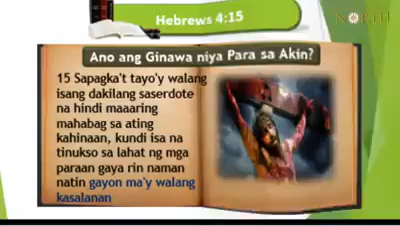 Hebrews 4:15
NORTH
Ano ang Ginawa niya Para sa Akin?
15 Sapagka't tayo'y walang
isang dakilang saserdote
na hindi maaaring
mahabag sa ating
kahinaan, kundi isa na
tinukso sa lahat ng mga
paraan gaya rin naman
natin gayon ma'y walang
kasalanan